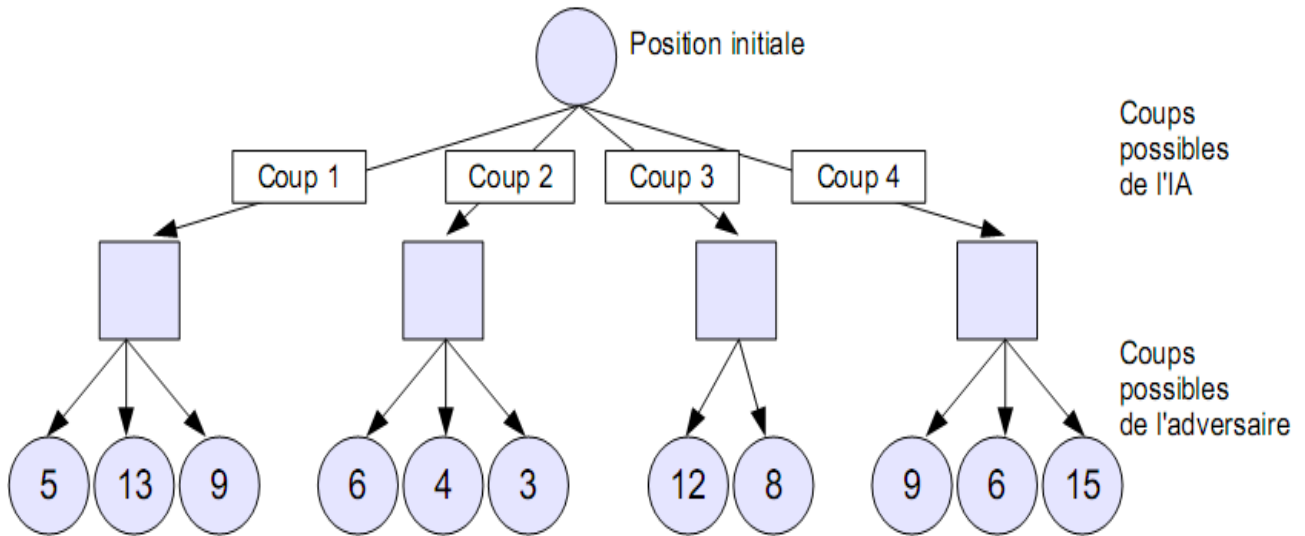 Position initiale
Coups
possibles
de l'IA
Coup 1
Coup 2
Coup 3
Coup 4
Coups
possibles
de l'adversaire
5
13
9
6
4
3
12
8
9
6
15